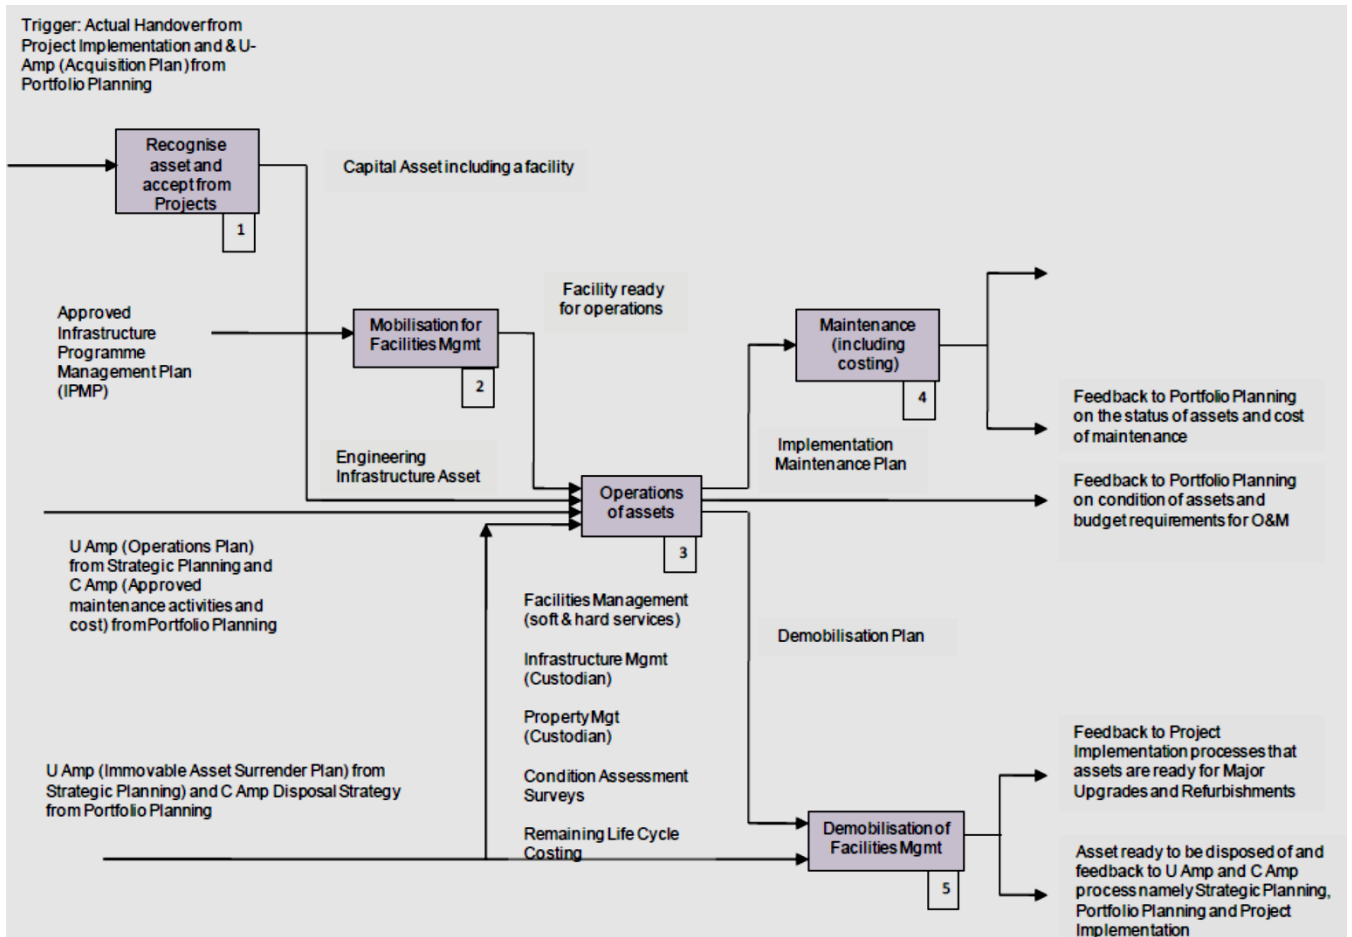 Trigger: Actual Handover from
Project Implementation and & U-
Amp (Acquisition Plan) from
Portfolio Planning
Recognise
asset and
accept from
Projects
1
Capital Asset including a facility
Approved
Infrastructure
Programme
Management Plan
(IPMP)
Mobilisation for
Facilities Mgmt
2
Facility ready
for operations
Maintenance
(including
costing)
4
Feedback to Portfolio Planning
on the status of assets and cost
of maintenance
Engineering
Infrastructure Asset
Implementation
Maintenance Plan
Operations
of assets
3
Feedback to Portfolio Planning
on condition of assets and
budget requirements for O&M
U Amp (Operations Plan)
from Strategic Planning and
C Amp (Approved
maintenance activities and
cost) from Portfolio Planning
Facilities Management
(soft & hard services)
Infrastructure Mgmt
(Custodian)
Property Mgt
(Custodian)
Condition Assessment
Surveys
Remaining Life Cycle
Costing
Demobilisation Plan
U Amp (Immovable Asset Surrender Plan) from
Strategic Planning) and C Amp Disposal Strategy
from Portfolio Planning
Demobilisation of
Facilities Mgmt
5
Feedback to Project
Implementation processes that
assets are ready for Major
Upgrades and Refurbishments
Asset ready to be disposed of and
feedback to U Amp and C Amp
process namely Strategic Planning,
Portfolio Planning and Project
Implementation